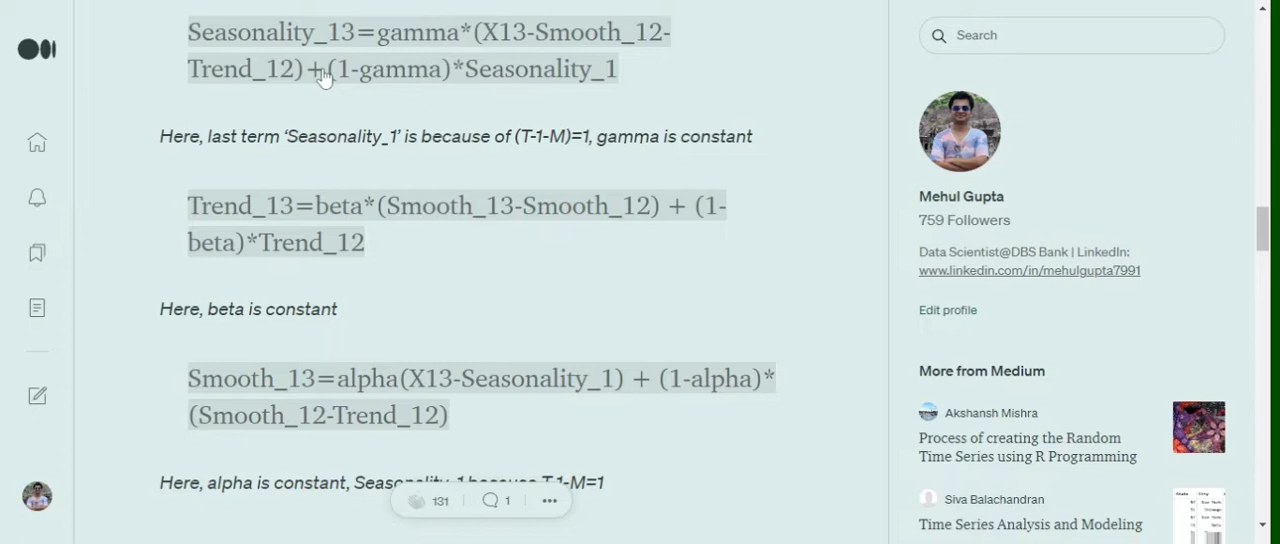 Seasonality_13=gamma*(X13-Smooth_12-
Trend_12)+(1-gamma)*Seasonality_1
Here, last term ‘Seasonality_1’ is because of (T-1-M)=1, gamma is constant
Trend_13=beta*(Smooth_13-Smooth_12) + (1-
beta)*Trend_12
Here, beta is constant
Smooth_13=alpha(X13-Seasonality_1) + (1-alpha)*
(Smooth_12-Trend_12)
Here, alpha is constant, Seasonality_1 because T-1-M=1
131
1
Search
Mehul Gupta
759 Followers
Data Scientist@DBS Bank | LinkedIn:
www.linkedin.com/in/mehulgupta7991
Edit profile
More from Medium
Akshansh Mishra
Process of creating the Random
Time Series using R Programming
Siva Balachandran
Time Series Analysis and Modeling